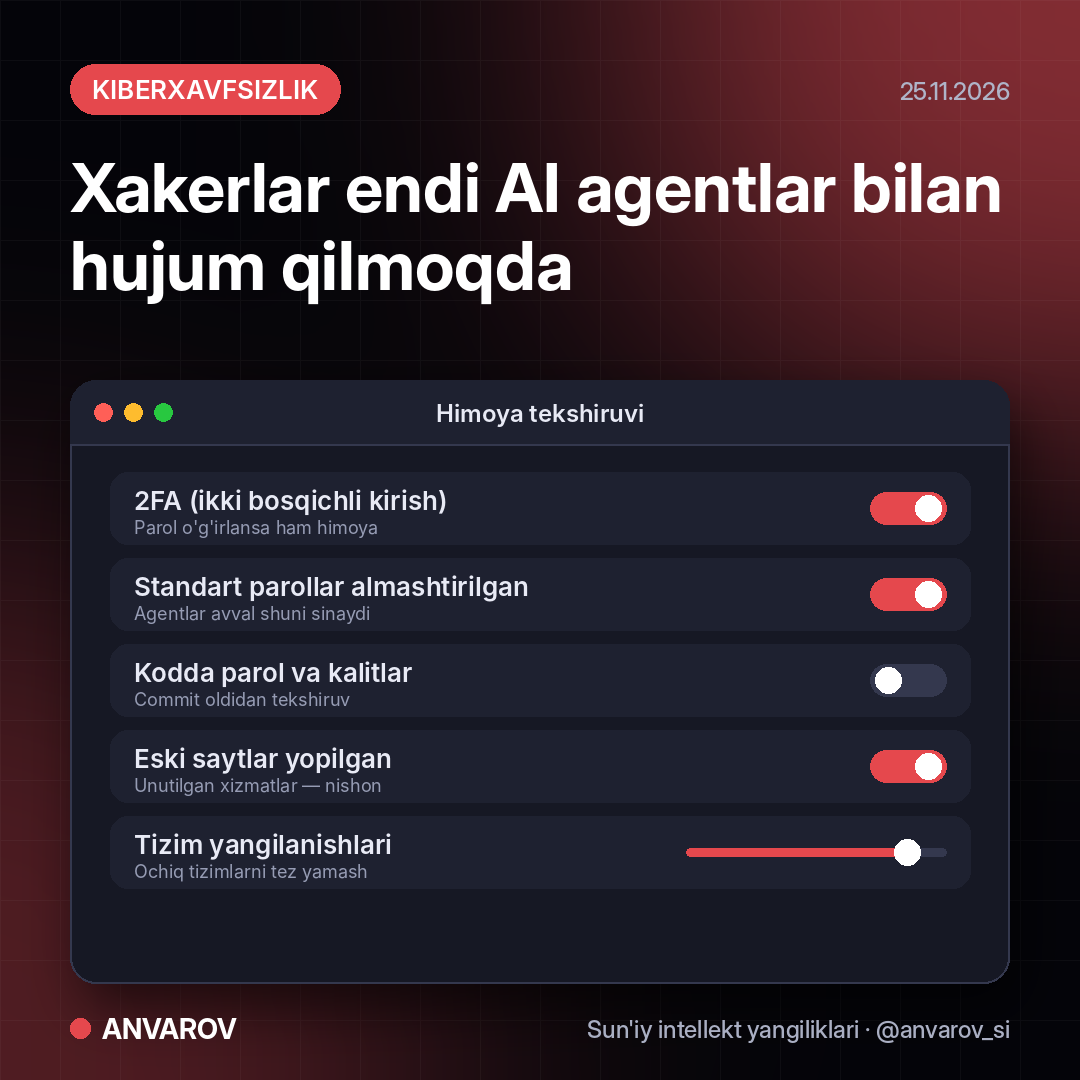 KIBERXAVFSIZLIK
25.11.2026
Xakerlar endi AI agentlar bilan
hujum qilmoqda
Himoya tekshiruvi
2FA (ikki bosqichli kirish)
Parol o'g'irlansa ham himoya
Standart parollar almashtirilgan
Agentlar avval shuni sinaydi
Kodda parol va kalitlar
Commit oldidan tekshiruv
Eski saytlar yopilgan
Unutilgan xizmatlar — nishon
Tizim yangilanishlari
Ochiq tizimlarni tez yamash
ANVAROV
Sun'iy intellekt yangiliklari · @anvarov_si